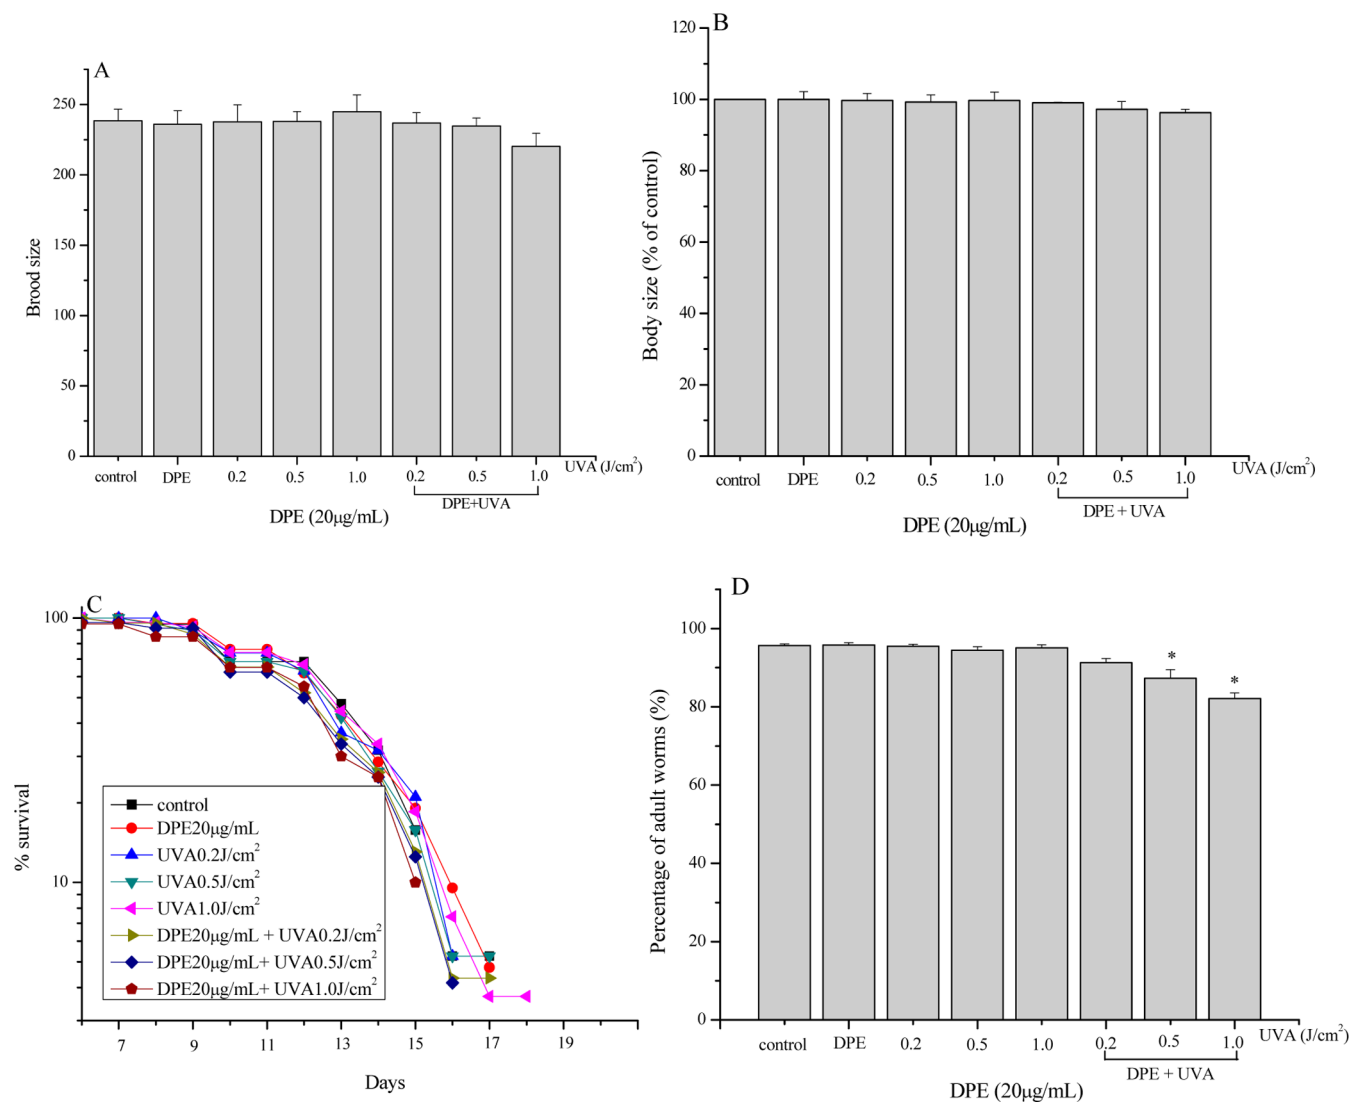 A
250
200
150
100
50
0
Brood size
control DPE 0.2 0.5 1.0 0.2 0.5 1.0 UVA (J/cm²)
DPE+UVA
DPE (20μg/mL)
B
120
100
80
60
40
20
0
Body size (% of control)
control DPE 0.2 0.5 1.0 0.2 0.5 1.0 UVA (J/cm²)
DPE + UVA
DPE (20μg/mL)
C
100
10
% survival
control
DPE20μg/mL
UVA0.2J/cm²
UVA0.5J/cm²
UVA1.0J/cm²
DPE20μg/mL + UVA0.2J/cm²
DPE20μg/mL+ UVA0.5J/cm²
DPE20μg/mL+ UVA1.0J/cm²
7 9 11 13 15 17 19
Days
D
100
80
60
40
20
0
Percentage of adult worms (%)
* *
control DPE 0.2 0.5 1.0 0.2 0.5 1.0 UVA (J/cm²)
DPE + UVA
DPE (20μg/mL)